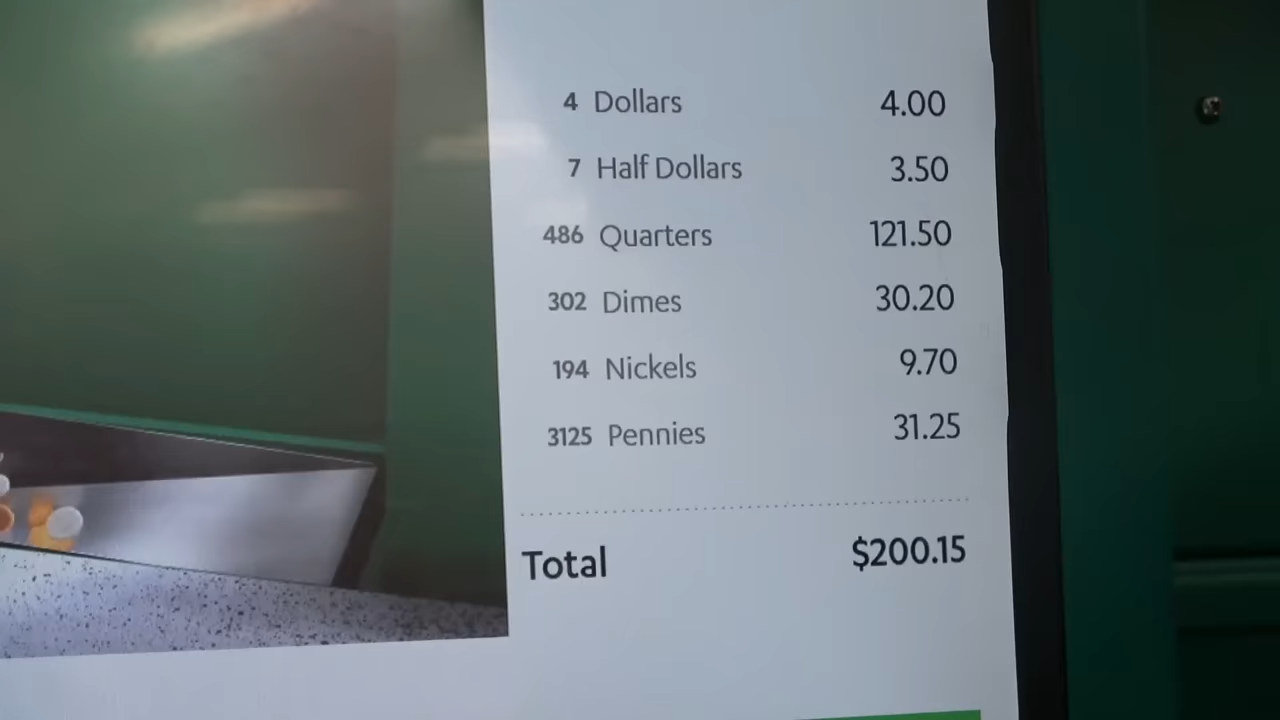 4 Dollars 4.00
7 Half Dollars 3.50
486 Quarters 121.50
302 Dimes 30.20
194 Nickels 9.70
3125 Pennies 31.25
Total $200.15